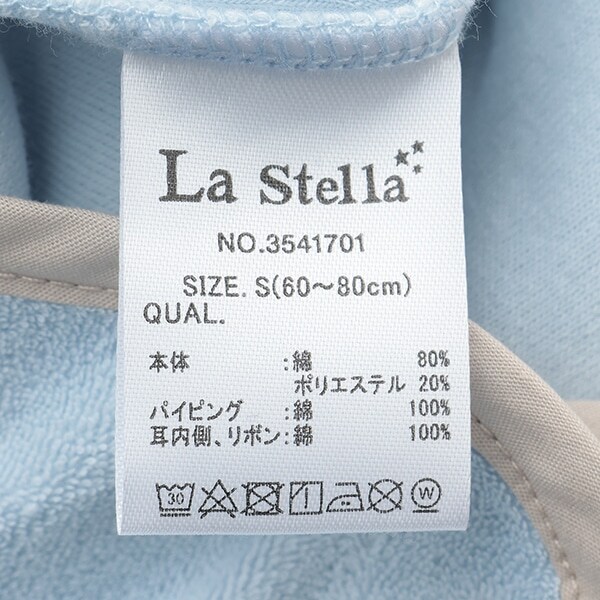 La Stella
NO.3541701
SIZE. S(60～80cm)
QUAL.
本体 :綿 80%
ポリエステル 20%
パイピング :綿 100%
耳内側、リボン:綿 100%
30 W